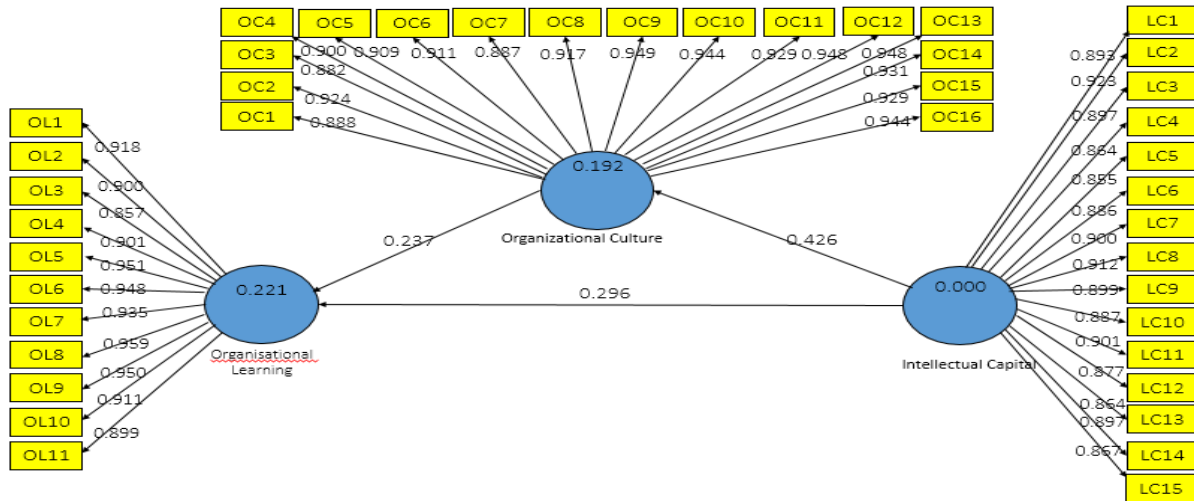 OC4 OC5 OC6 OC7 OC8 OC9 OC10 OC11 OC12 OC13
OC3
OC2
OC1
OC14
OC15
OC16
0.900 0.909 0.911 0.887 0.917 0.949 0.944 0.929 0.948 0.948
0.882
0.924
0.888
0.931
0.929
0.944
LC1
LC2
LC3
LC4
LC5
LC6
LC7
LC8
LC9
LC10
LC11
LC12
LC13
LC14
LC15
0.893
0.923
0.897
0.864
0.886
0.900
0.912
0.899
0.887
0.901
0.877
0.864
0.897
0.867
OL1
OL2
OL3
OL4
OL5
OL6
OL7
OL8
OL9
OL10
OL11
0.918
0.900
0.857
0.901
0.951
0.948
0.935
0.959
0.950
0.911
0.899
0.192
Organizational Culture
0.237
0.426
0.296
0.221
Organisational
Learning
0.000
Intellectual Capital